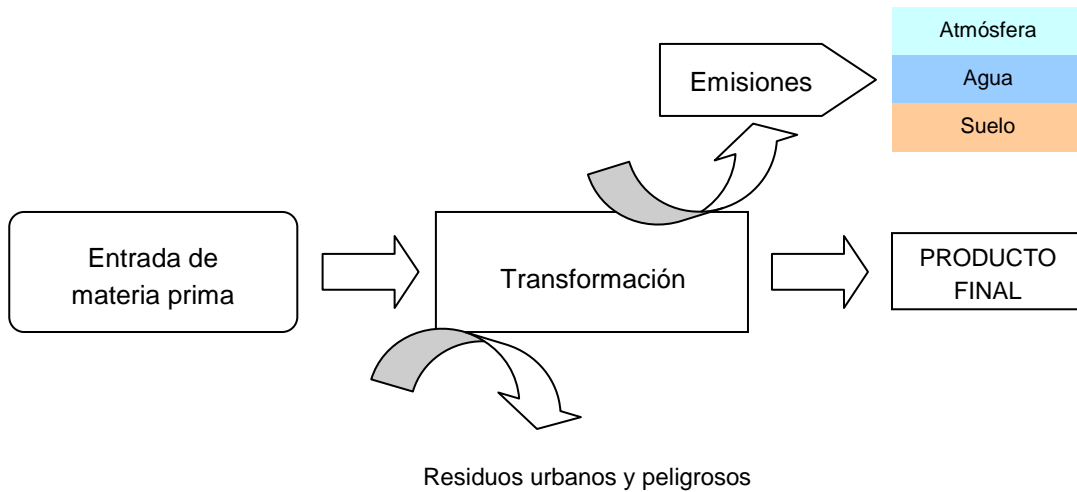 Atmósfera
Emisiones
Agua
Suelo
Entrada de
materia prima
Transformación
PRODUCTO
FINAL
Residuos urbanos y peligrosos